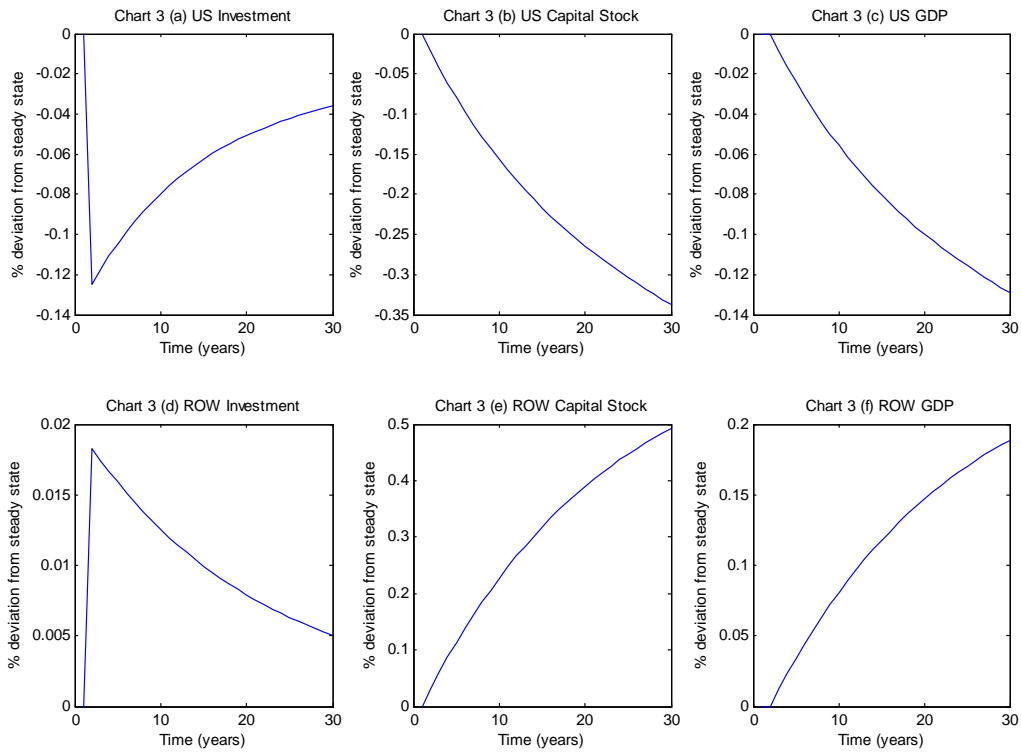 Chart 3 (a) US Investment
% deviation from steady state
0
-0.02
-0.04
-0.06
-0.08
-0.1
-0.12
-0.14
0 10 20 30
Time (years)
Chart 3 (b) US Capital Stock
% deviation from steady state
0
-0.05
-0.1
-0.15
-0.2
-0.25
-0.3
-0.35
0 10 20 30
Time (years)
Chart 3 (c) US GDP
% deviation from steady state
0
-0.02
-0.04
-0.06
-0.08
-0.1
-0.12
-0.14
0 10 20 30
Time (years)
Chart 3 (d) ROW Investment
% deviation from steady state
0.02
0.015
0.01
0.005
0
0 10 20 30
Time (years)
Chart 3 (e) ROW Capital Stock
% deviation from steady state
0.5
0.4
0.3
0.2
0.1
0
0 10 20 30
Time (years)
Chart 3 (f) ROW GDP
% deviation from steady state
0.2
0.15
0.1
0.05
0
0 10 20 30
Time (years)